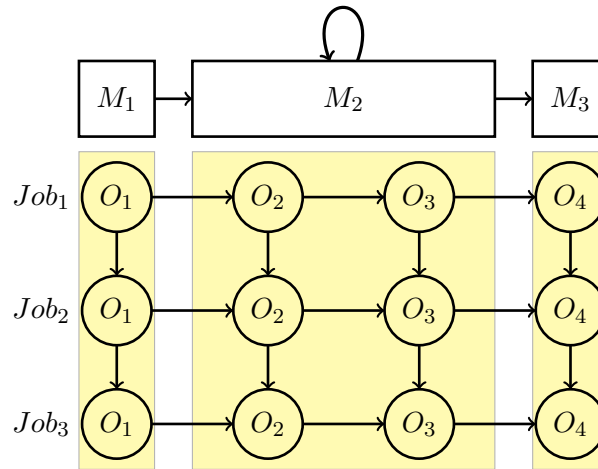 M₁ M₂ M₃
Job₁ O₁ O₂ O₃ O₄
Job₂ O₁ O₂ O₃ O₄
Job₃ O₁ O₂ O₃ O₄